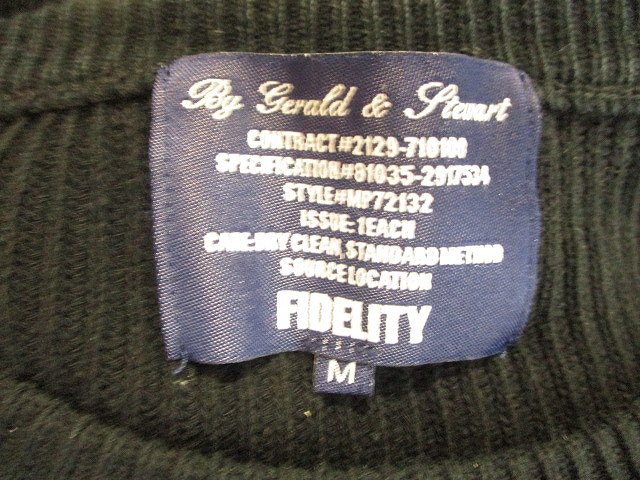 By Gerald & Stewart
CONTRACT#2129-710100
SPECIFICATION#81035-2917534
STYLE#MP72132
ISSUE:1EACH
CARE:DRY CLEAN,STANDARD METHOD
SOURCE LOCATION
FIDELITY
M